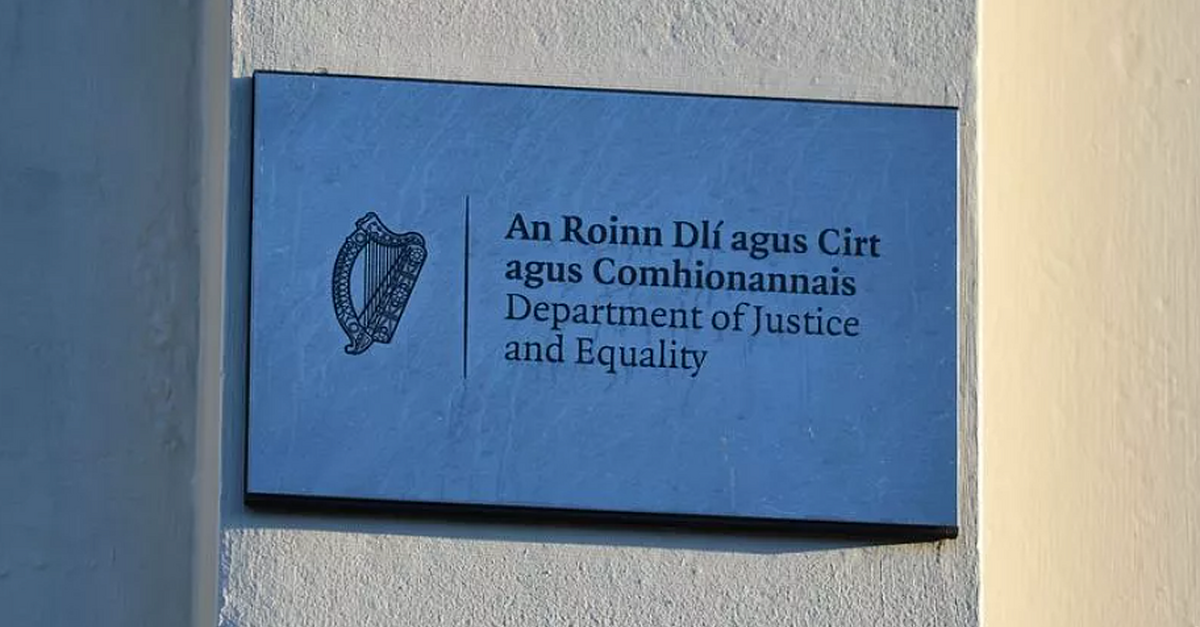 An Roinn Dlí agus Cirt
agus Comhionannais
Department of Justice
and Equality